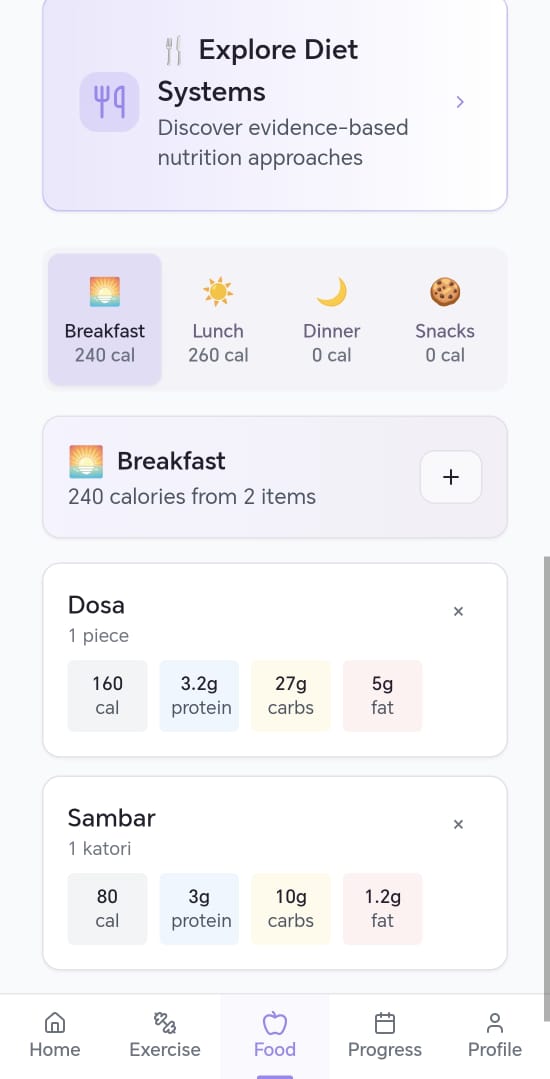 🍴 Explore Diet
Systems
Discover evidence-based
nutrition approaches
Breakfast
240 cal
Lunch
260 cal
Dinner
0 cal
Snacks
0 cal
Breakfast
240 calories from 2 items
+
Dosa
×
1 piece
160
cal
3.2g
protein
27g
carbs
5g
fat
Sambar
×
1 katori
80
cal
3g
protein
10g
carbs
1.2g
fat
Home
Exercise
Food
Progress
Profile